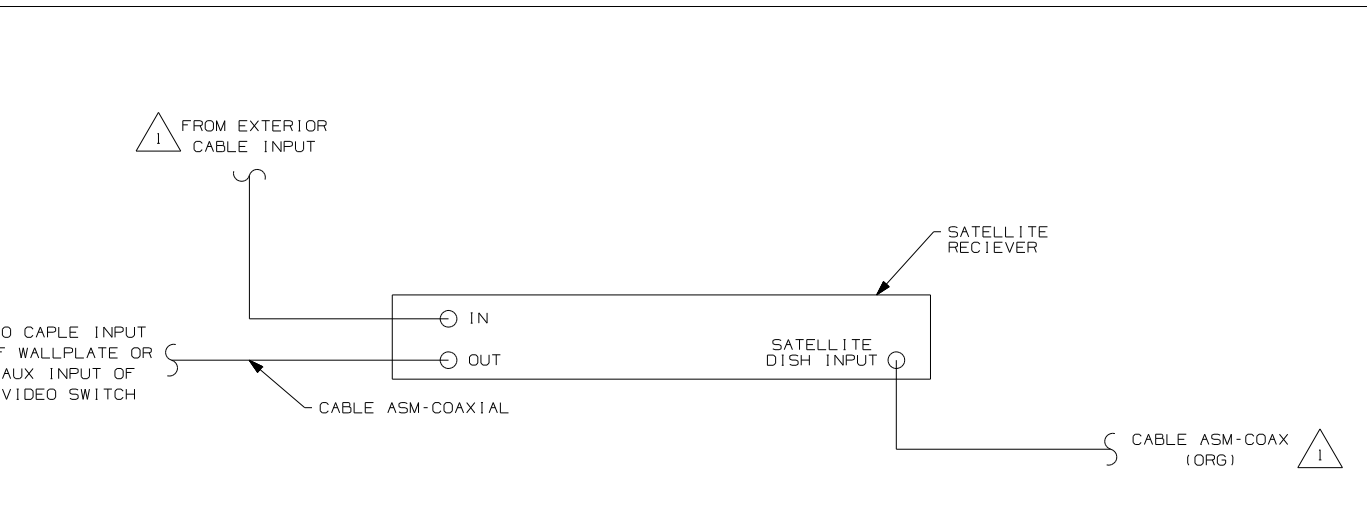 1
FROM EXTERIOR
CABLE INPUT
SATELLITE
RECIEVER
IN
O CAPLE INPUT
F WALLPLATE OR
AUX INPUT OF
VIDEO SWITCH
OUT
SATELLITE
DISH INPUT
CABLE ASM-COAXIAL
CABLE ASM-COAX
(ORG)
1